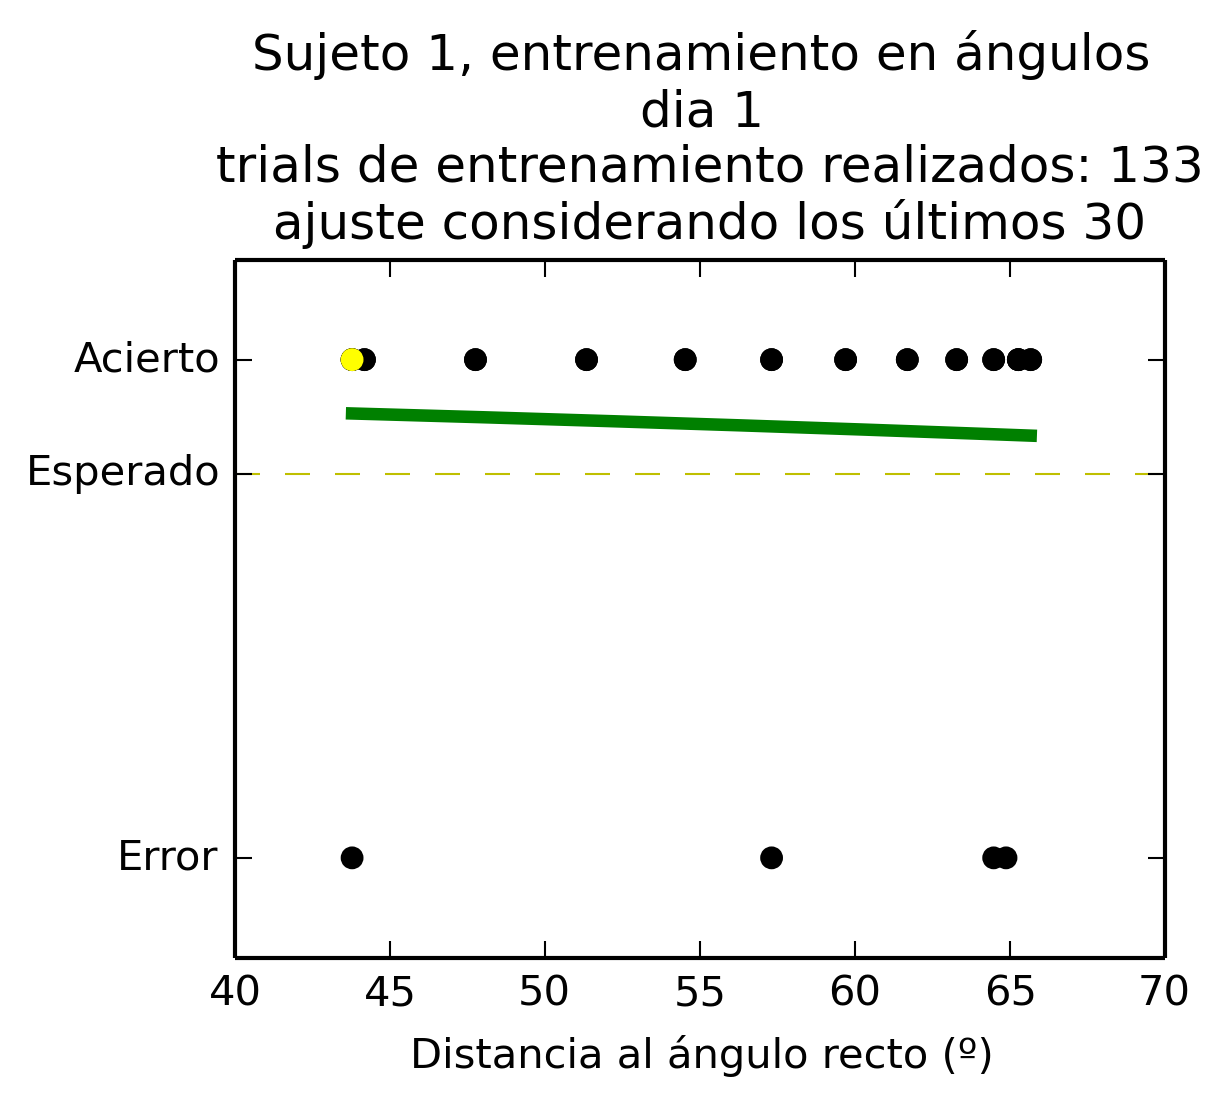 Sujeto 1, entrenamiento en ángulos
dia 1
trials de entrenamiento realizados: 133
ajuste considerando los últimos 30
Acierto
Esperado
Error
40 45 50 55 60 65 70
Distancia al ángulo recto (º)